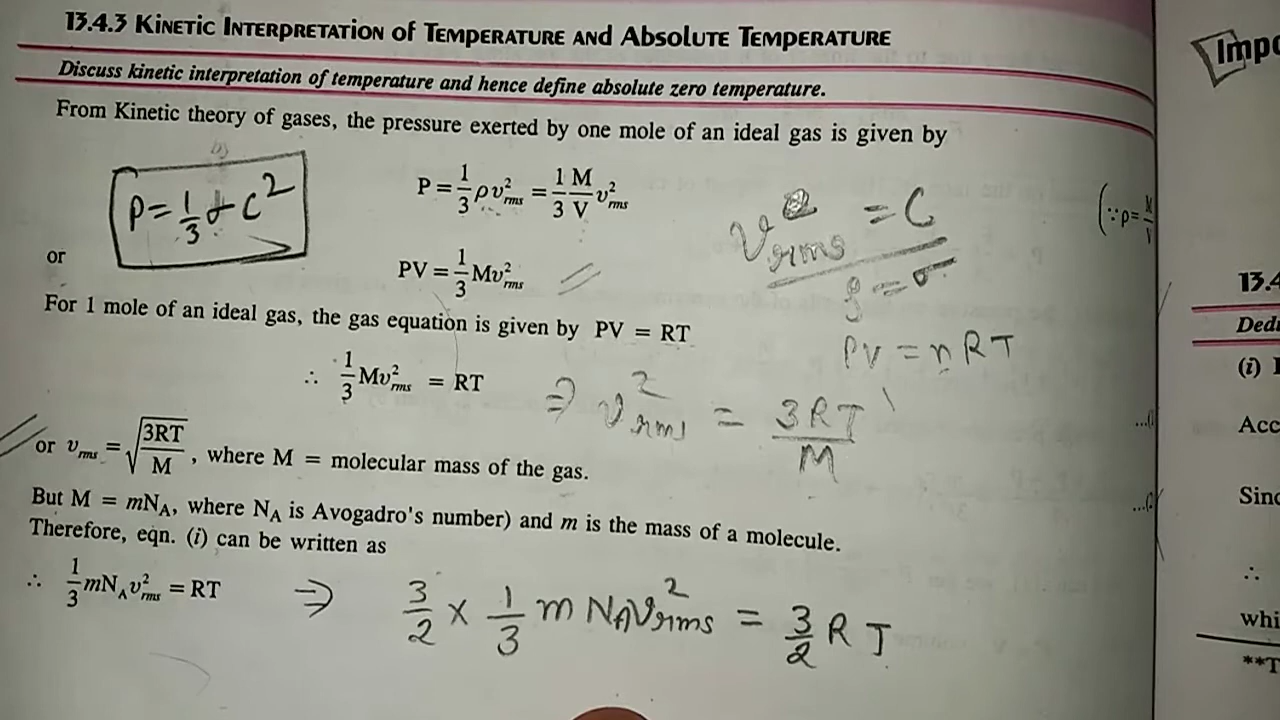 13.4.3 Kinetic Interpretation of Temperature and Absolute Temperature
Impo
Discuss kinetic interpretation of temperature and hence define absolute zero temperature.
From Kinetic theory of gases, the pressure exerted by one mole of an ideal gas is given by
P = 1/3 ρv²rms = 1/3 M/V v²rms
(∵ ρ =
P = 1/3 C²
vrms = C
or
PV = 1/3 Mv²rms
ρ = σ
13.4
Dedu
For 1 mole of an ideal gas, the gas equation is given by PV = RT
PV = nRT
(i)
∴ 1/3 Mv²rms = RT ⇒ v²rms = 3RT/M
Acc
or vrms = √(3RT/M), where M = molecular mass of the gas.
Sinc
But M = mNA, where NA is Avogadro's number) and m is the mass of a molecule.
Therefore, eqn. (i) can be written as
∴
∴ 1/3 mNAv²rms = RT ⇒ 3/2 × 1/3 m NAv²rms = 3/2 RT
whi
**T